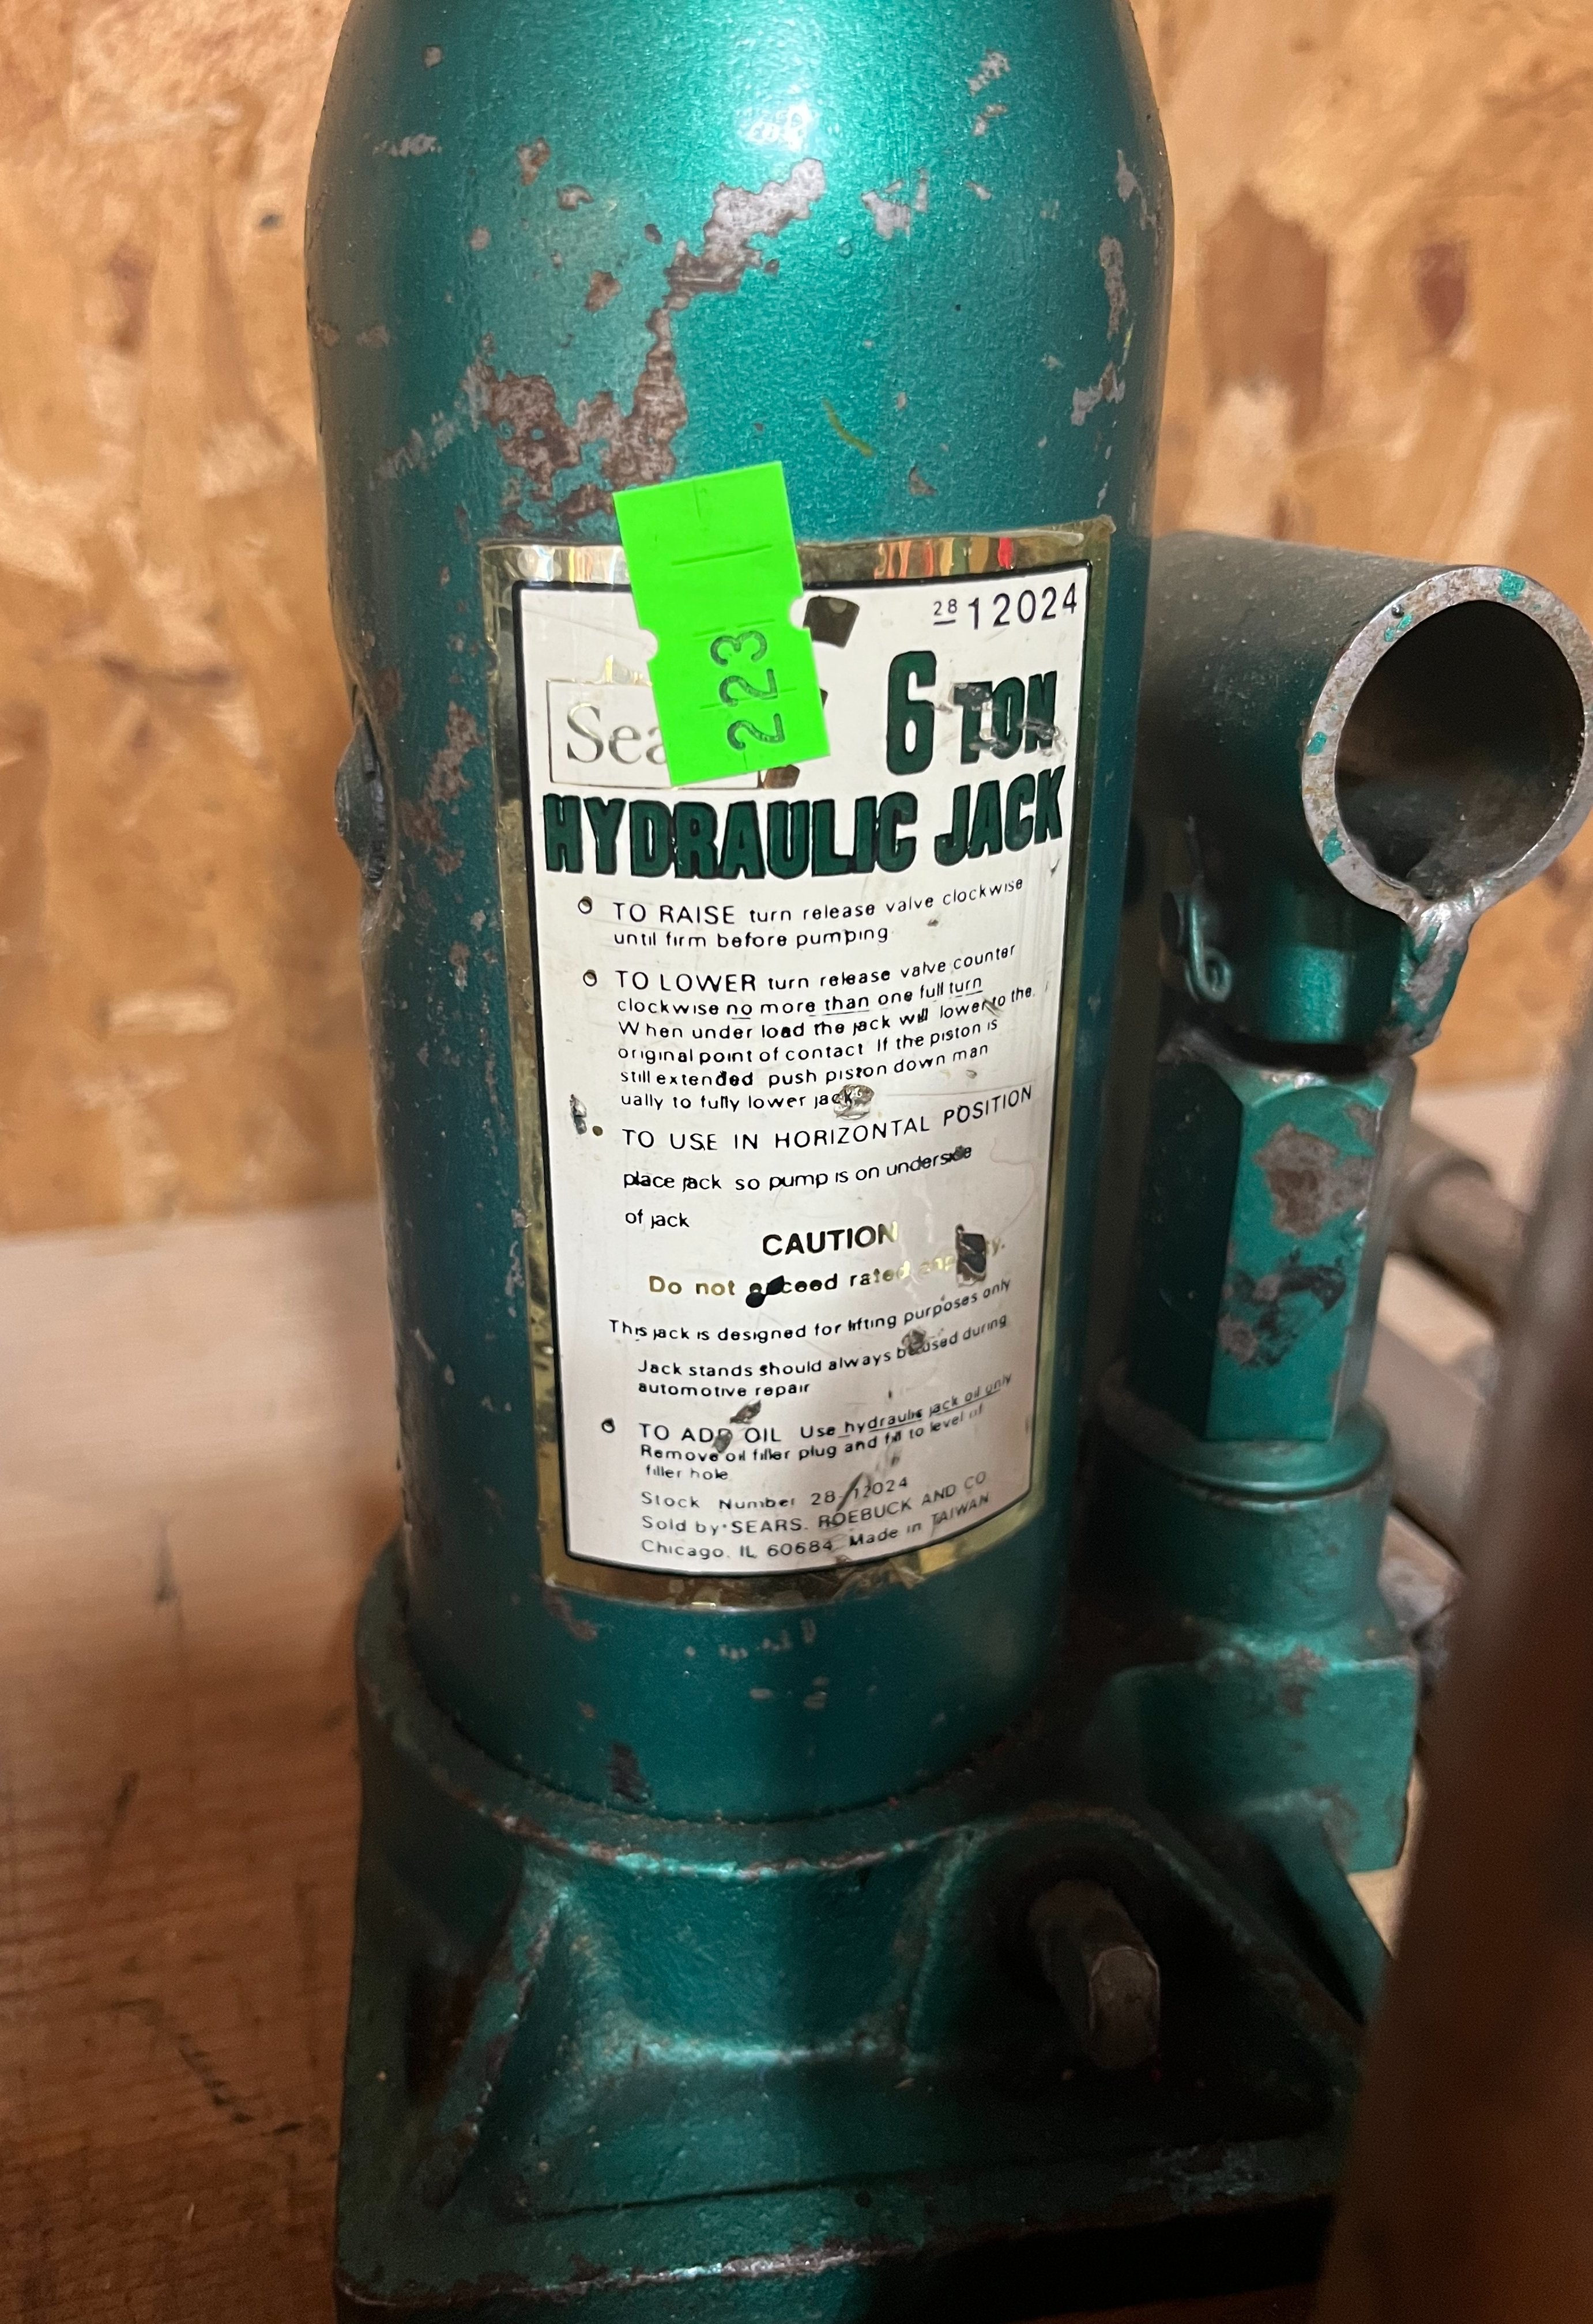 28 12024
223
6 TON
HYDRAULIC JACK
TO RAISE turn release valve clockwise
until firm before pumping
TO LOWER turn release valve counter
clockwise no more than one full turn
When under load the jack will lower to the
original point of contact If the piston is
still extended push piston down man
ually to fully lower jack
TO USE IN HORIZONTAL POSITION
place jack so pump is on underside
of jack
CAUTION
Do not exceed rated
This jack is designed for lifting purposes only
Jack stands should always be used during
automotive repair
TO ADD OIL Use hydraulic jack oil only
Remove oil filler plug and fill to level of
filler hole
Stock Number 28-12024
Sold by SEARS, ROEBUCK AND CO
Chicago, IL 60684 Made in TAIWAN